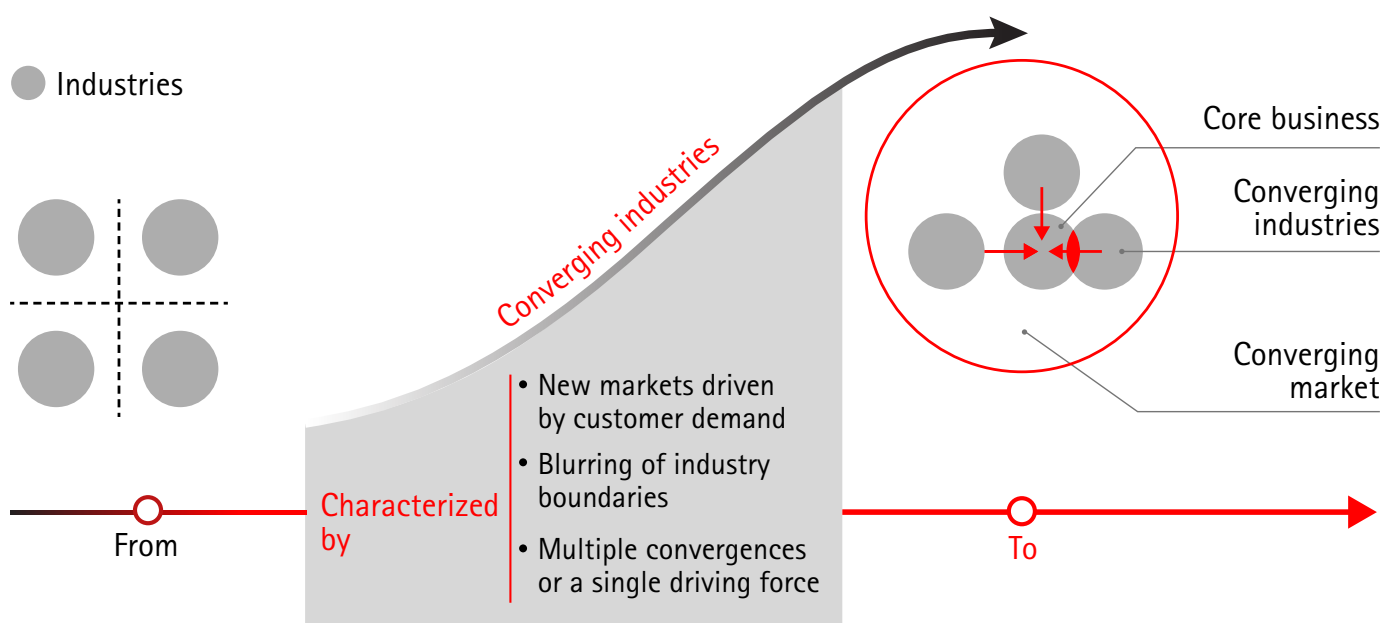 Industries
From
Converging industries
Characterized
by
• New markets driven
by customer demand
• Blurring of industry
boundaries
• Multiple convergences
or a single driving force
Core business
Converging
industries
Converging
market
To